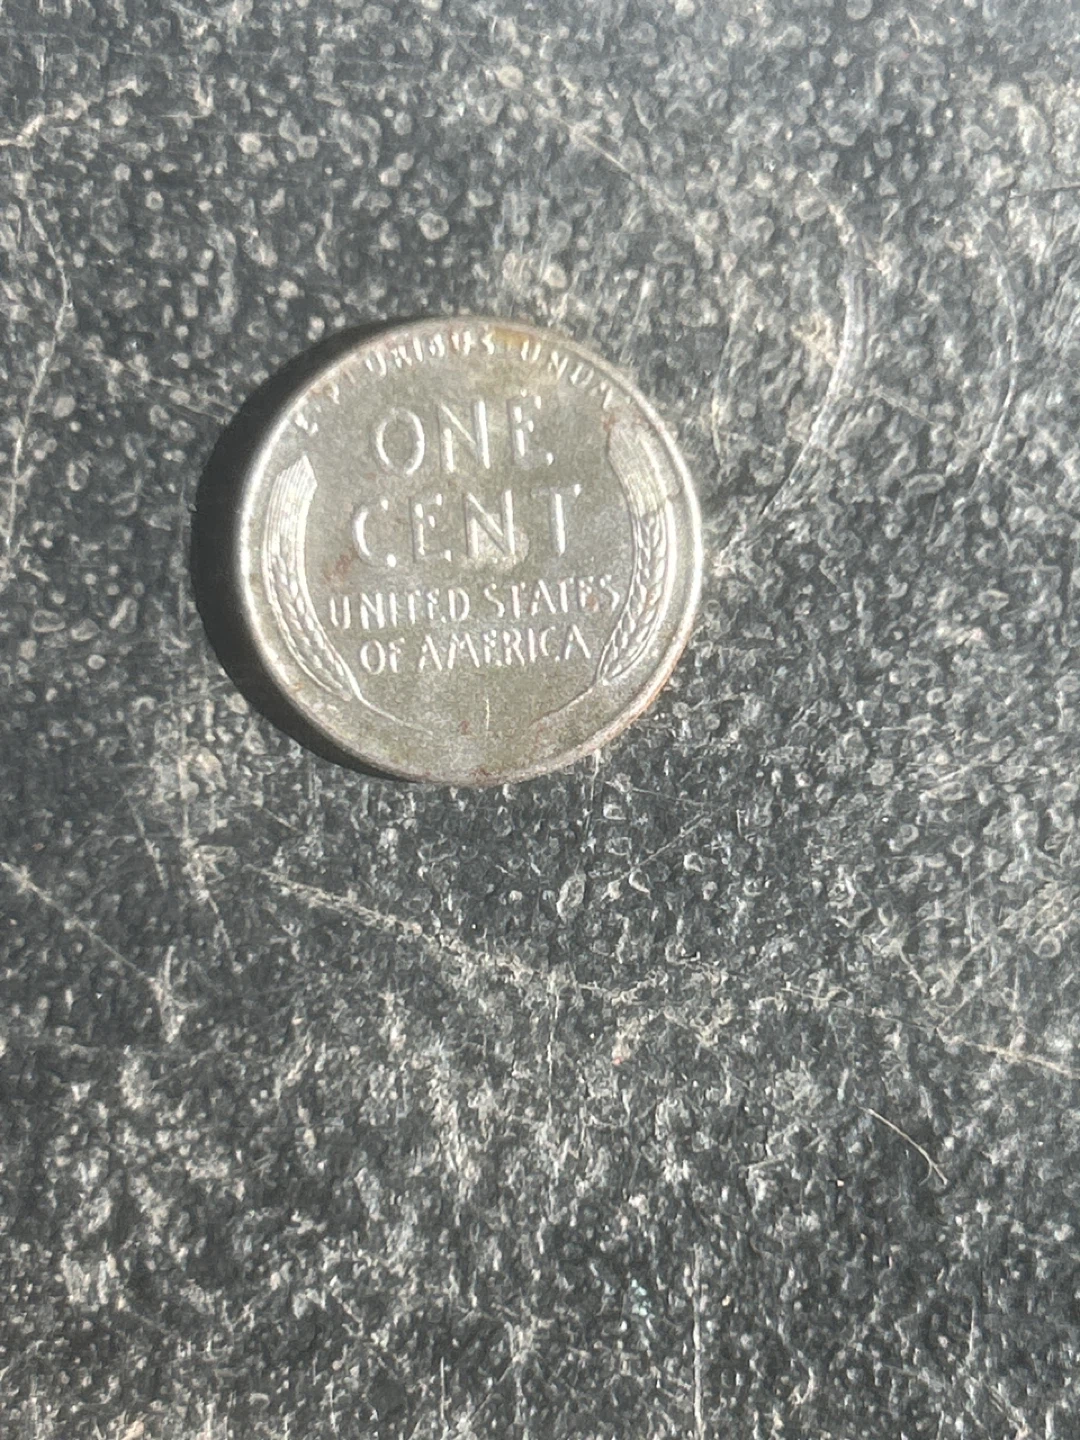 E PLURIBUS UNUM
ONE
CENT
UNITED STATES
OF AMERICA